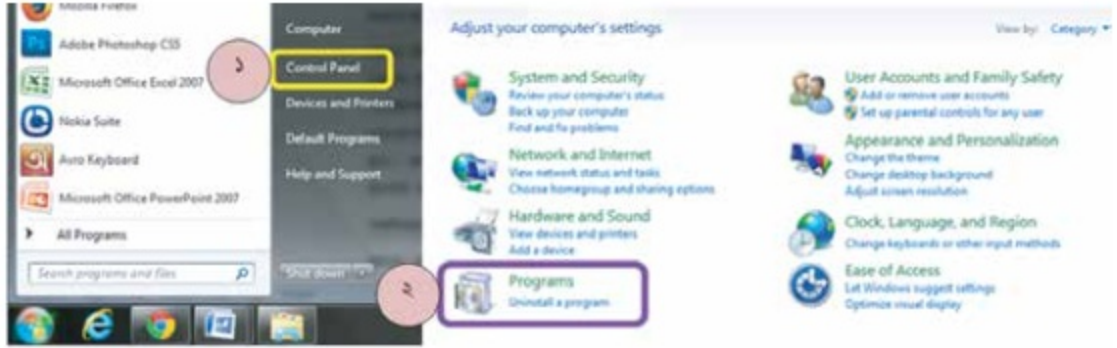 Mozilla Firefox
Adobe Photoshop CS5
Microsoft Office Excel 2007
Nokia Suite
Avro Keyboard
Microsoft Office PowerPoint 2007
All Programs
Search programs and files
Computer
১
Control Panel
Devices and Printers
Default Programs
Help and Support
Shut down
২
Adjust your computer's settings
View by: Category
System and Security
Review your computer's status
Back up your computer
Find and fix problems
Network and Internet
View network status and tasks
Choose homegroup and sharing options
Hardware and Sound
View devices and printers
Add a device
Programs
Uninstall a program
User Accounts and Family Safety
Add or remove user accounts
Set up parental controls for any user
Appearance and Personalization
Change the theme
Change desktop background
Adjust screen resolution
Clock, Language, and Region
Change keyboards or other input methods
Ease of Access
Let Windows suggest settings
Optimize visual display